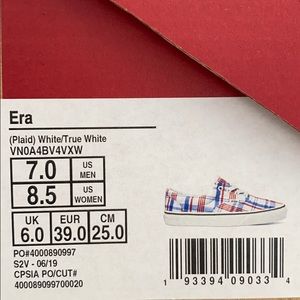 Era
(Plaid) White/True White
VN0A4BV4VXW
7.0 US MEN
8.5 US WOMEN
UK EUR CM
6.0 39.0 25.0
PO#4000890997
S2V - 06/19
CPSIA PO/CUT#
400089099700020
1 93394 09033 4